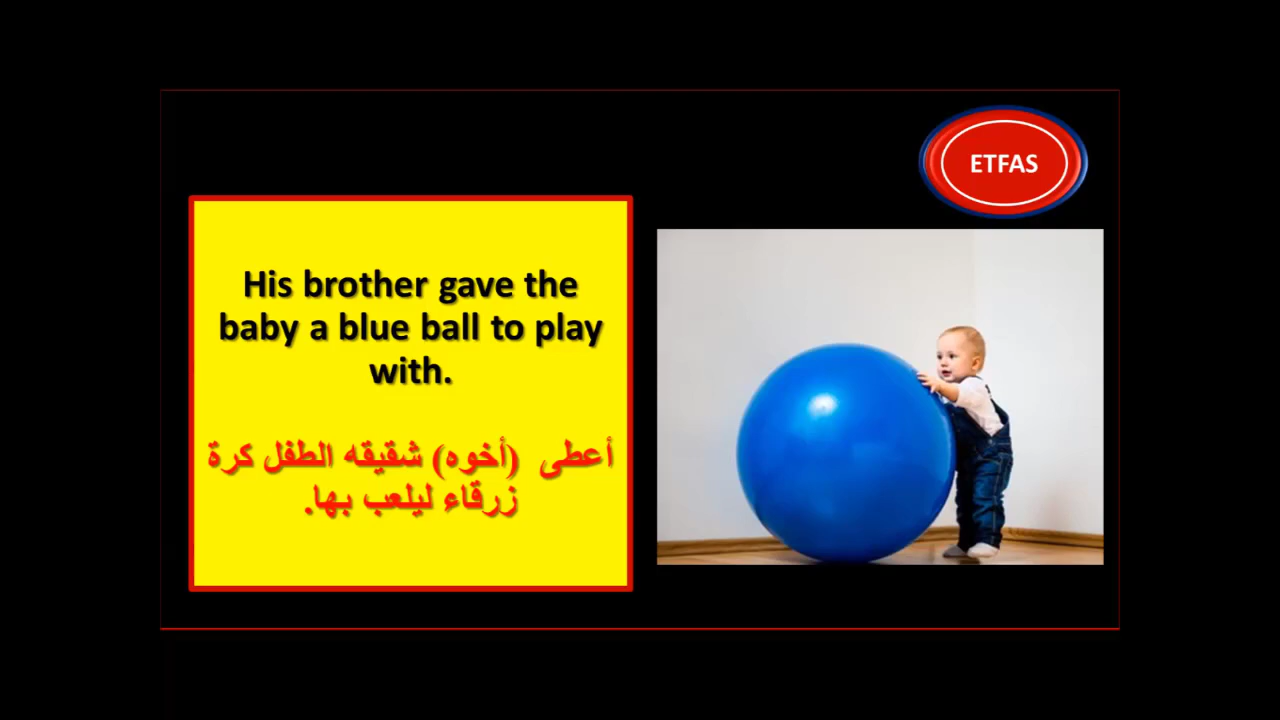 ETFAS
His brother gave the
baby a blue ball to play
with.
أعطى (أخوه) شقيقه الطفل كرة
زرقاء ليلعب بها.